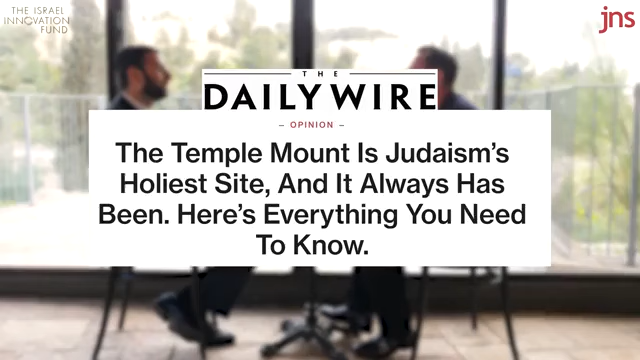 THE ISRAEL
INNOVATION
FUND
jns
THE
DAILY WIRE
– OPINION –
The Temple Mount Is Judaism's
Holiest Site, And It Always Has
Been. Here's Everything You Need
To Know.